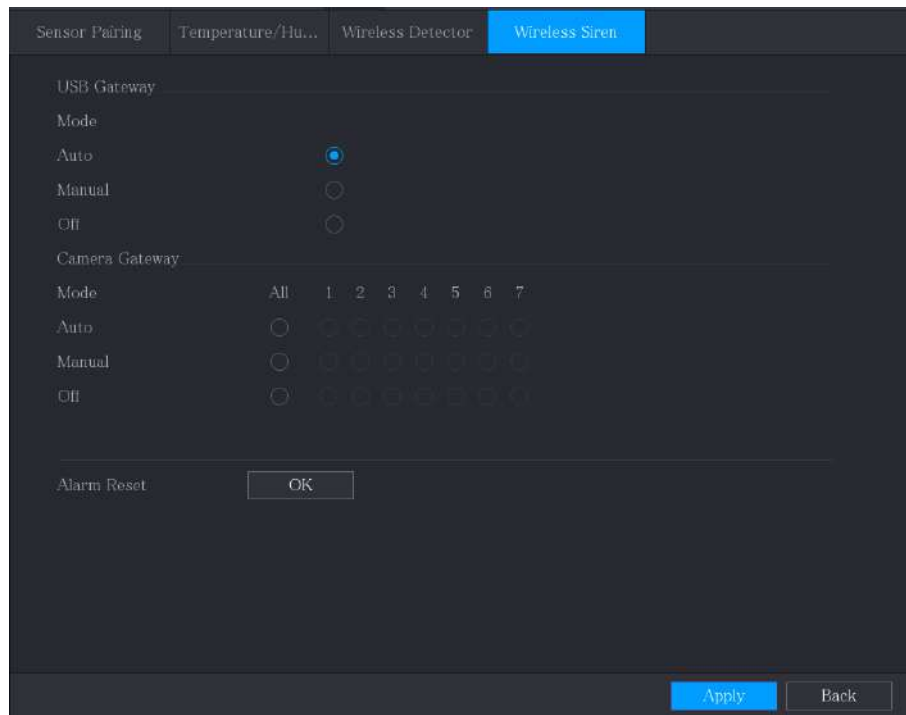 Sensor Pairing Temperature/Hu... Wireless Detector Wireless Siren
USB Gateway
Mode
Auto
Manual
Off
Camera Gateway
Mode All 1 2 3 4 5 6 7
Auto
Manual
Off
Alarm Reset OK
Apply Back